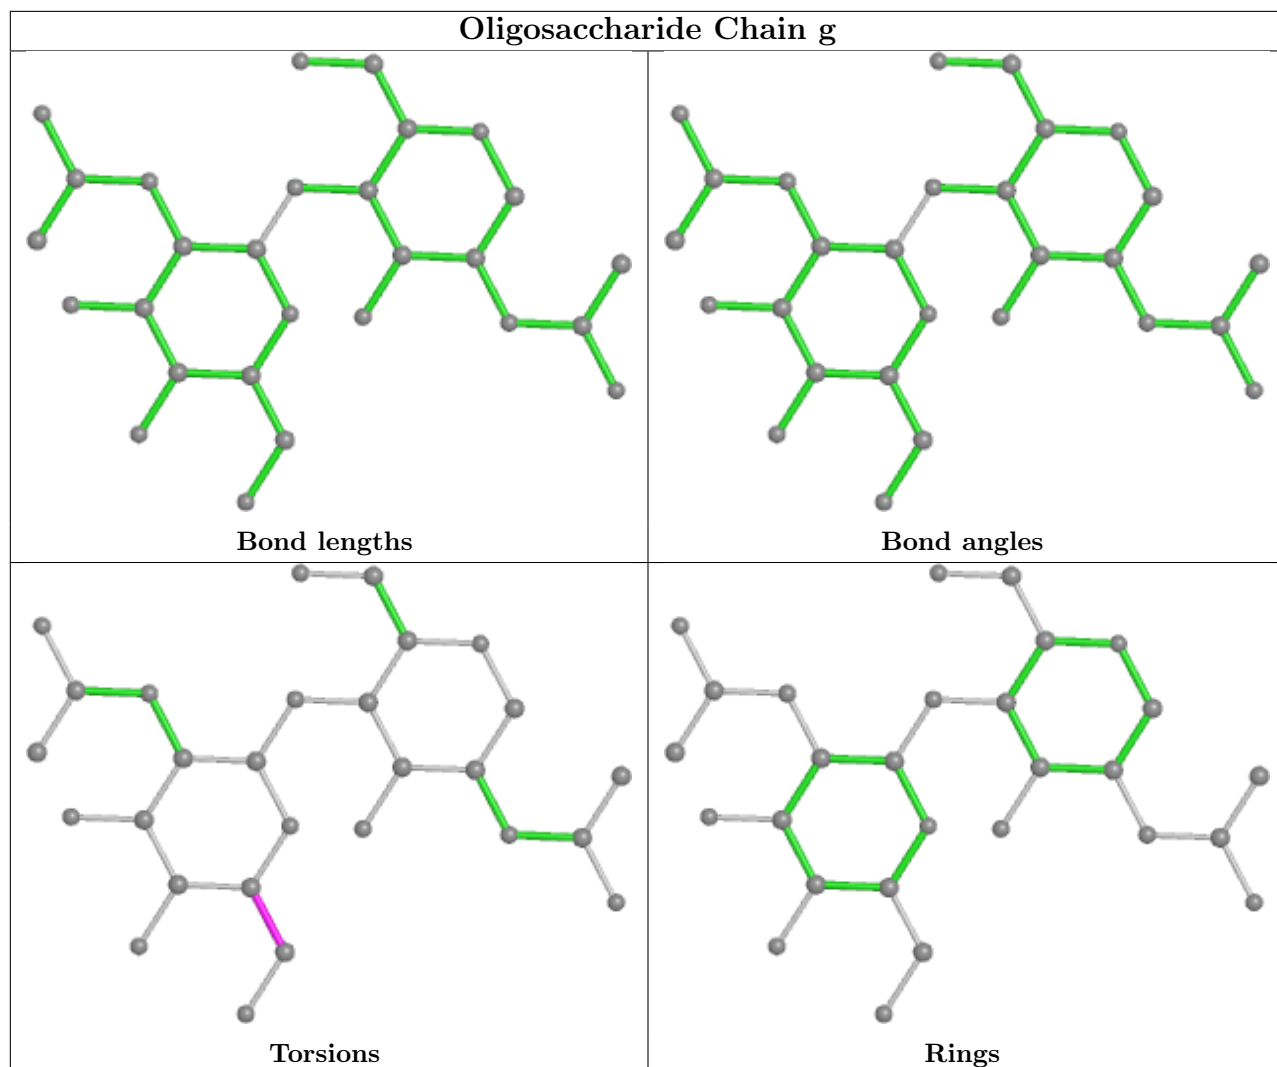 Oligosaccharide Chain g
Bond lengths
Bond angles
Torsions
Rings